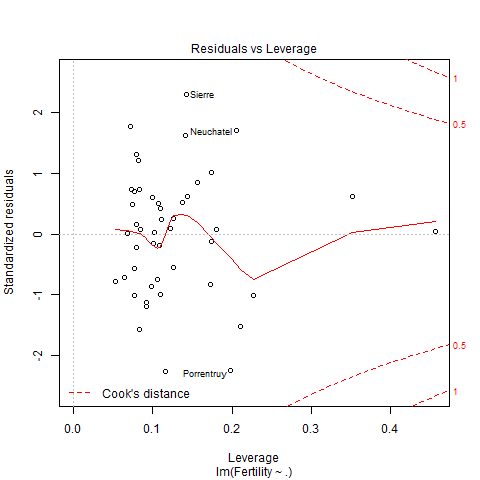 Residuals vs Leverage
Standardized residuals
2
1
0
-1
-2
Sierre
Neuchatel
Porrentruy
1
0.5
0.5
1
Cook's distance
0.0
0.1
0.2
0.3
0.4
Leverage
lm(Fertility ~ .)